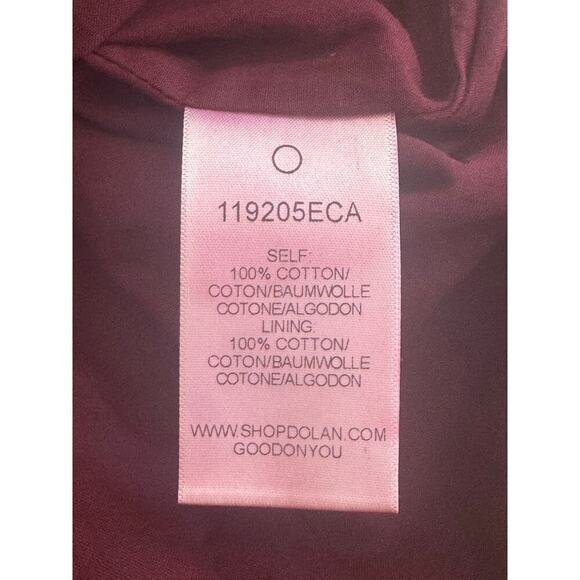 119205ECA
SELF:
100% COTTON/
COTON/BAUMWOLLE
COTONE/ALGODON
LINING:
100% COTTON/
COTON/BAUMWOLLE
COTONE/ALGODON
WWW.SHOPDOLAN.COM
GOODONYOU